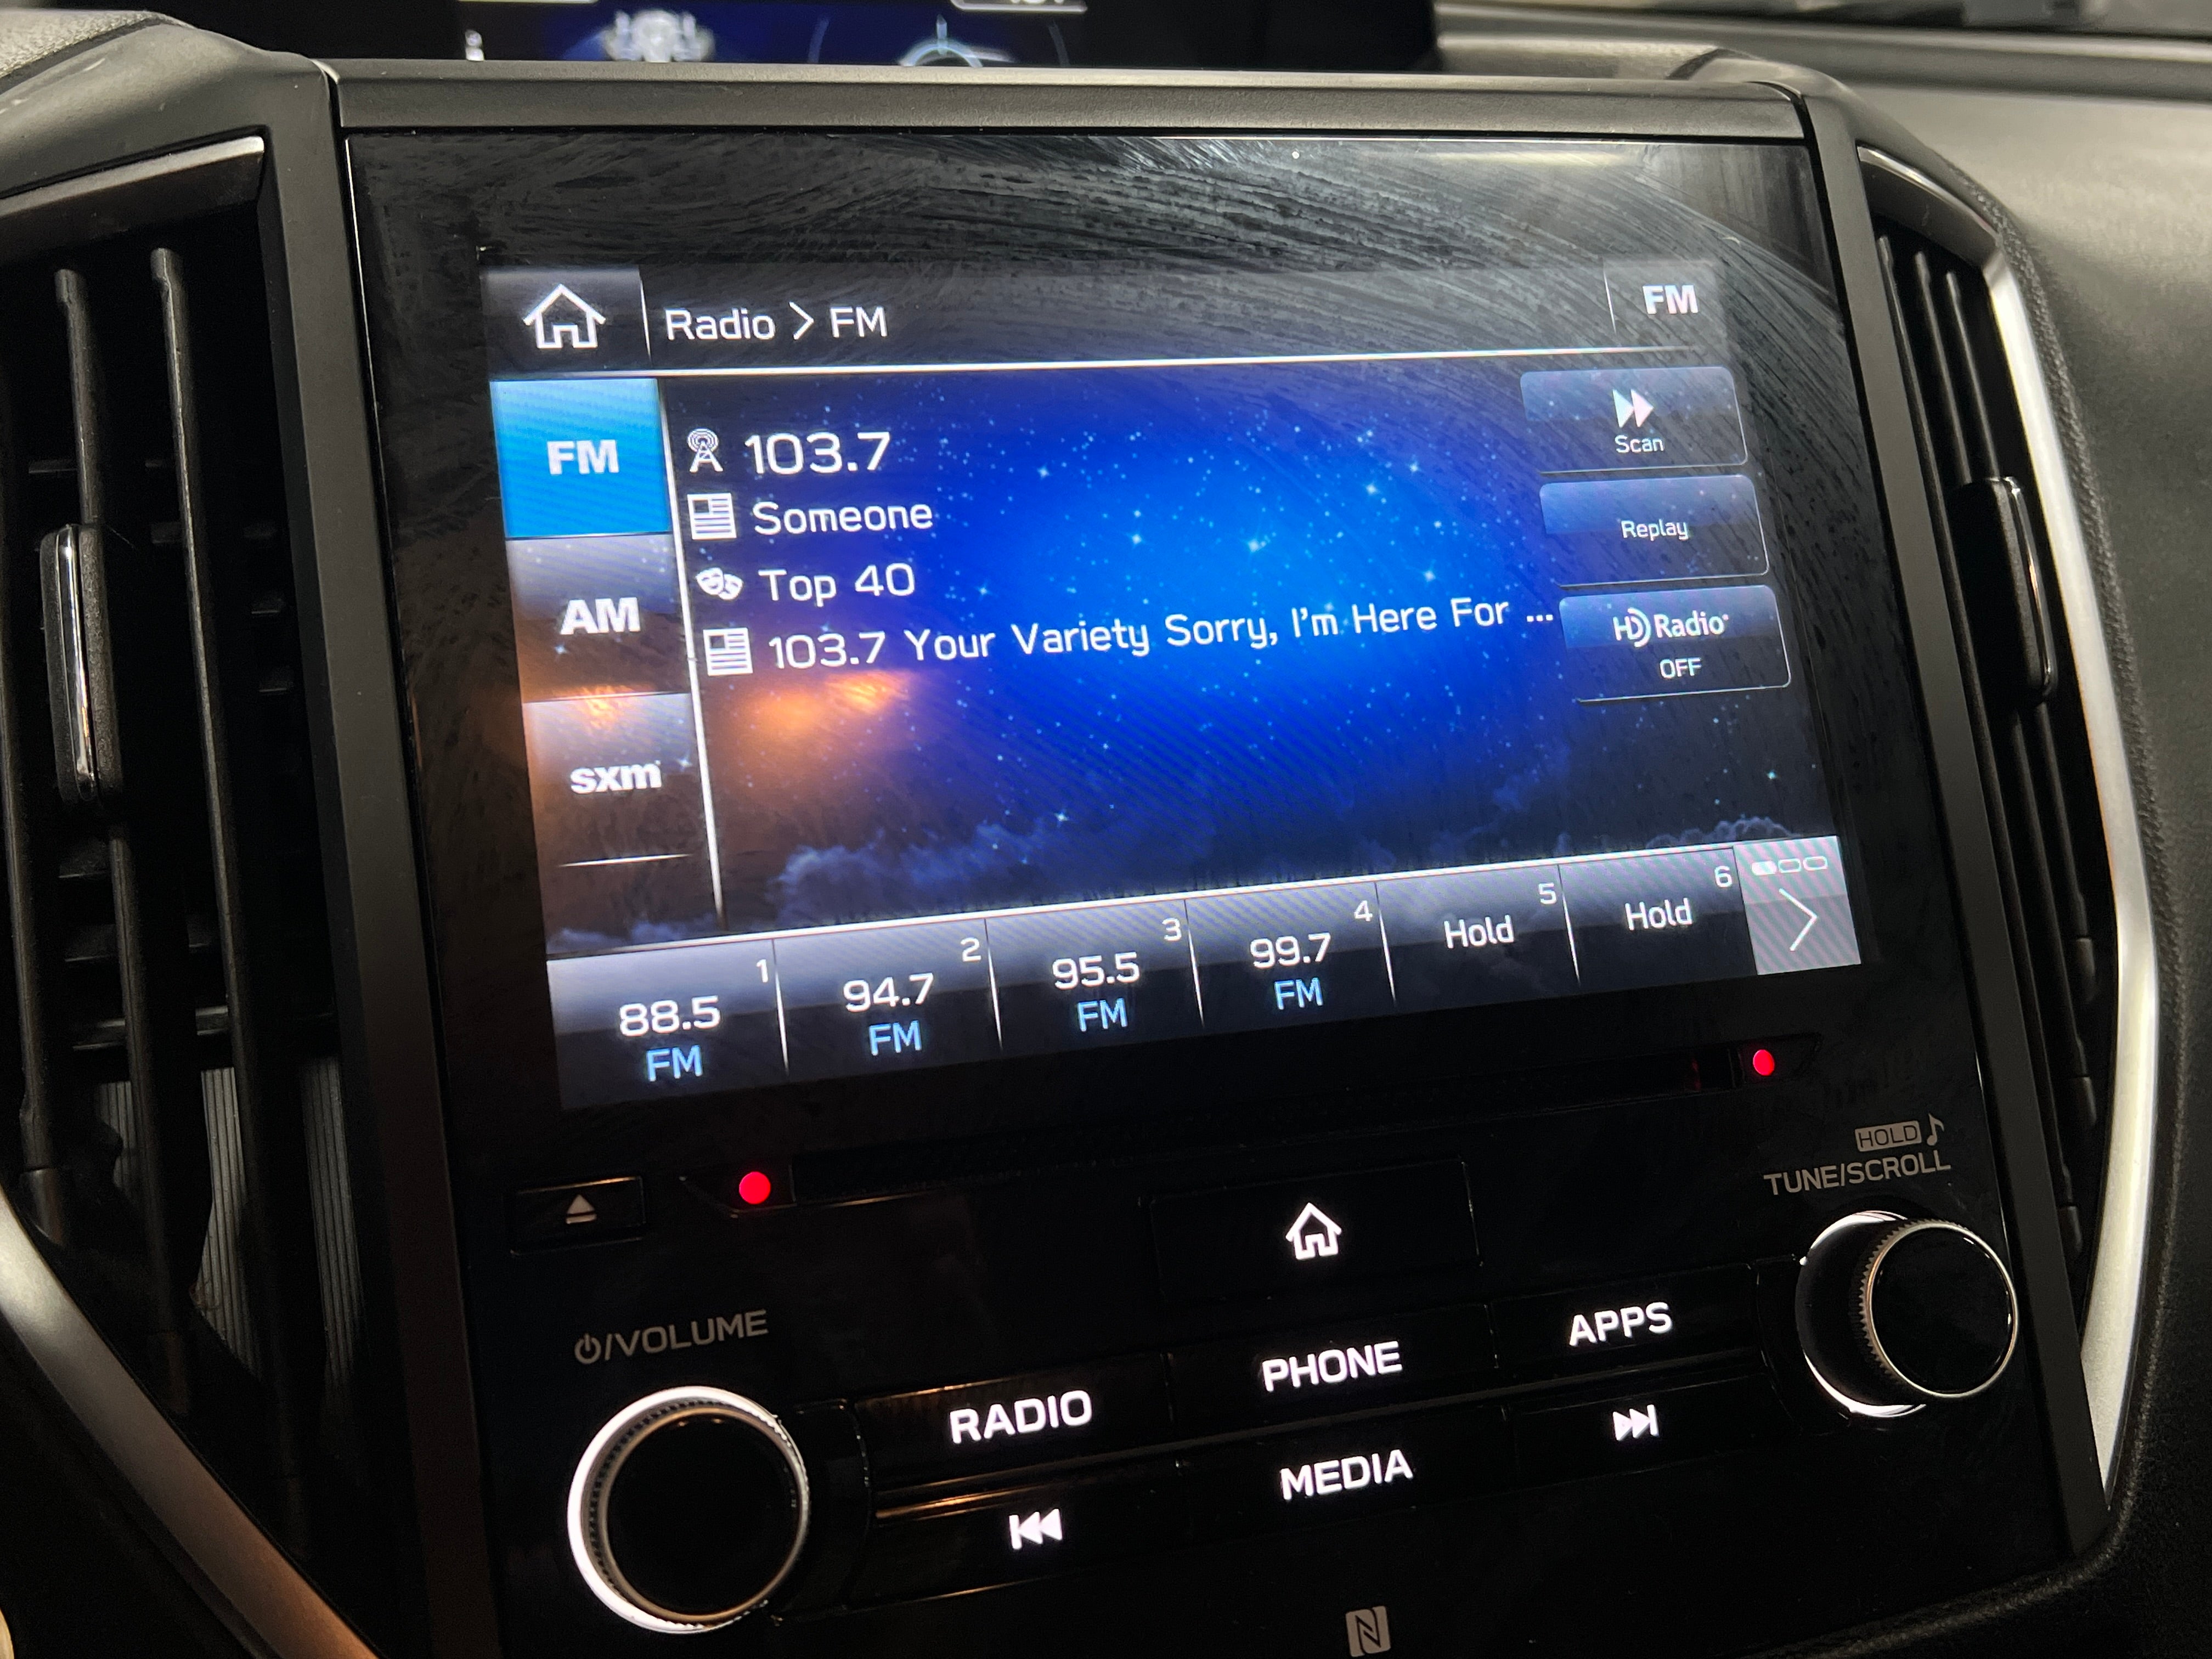 Radio > FM
FM
FM
103.7
Scan
Someone
Replay
AM
Top 40
103.7 Your Variety Sorry, I'm Here For ...
HD Radio
OFF
sxm
1
88.5
FM
2
94.7
FM
3
95.5
FM
4
99.7
FM
5
Hold
6
Hold
HOLD
TUNE/SCROLL
/VOLUME
RADIO
PHONE
APPS
MEDIA